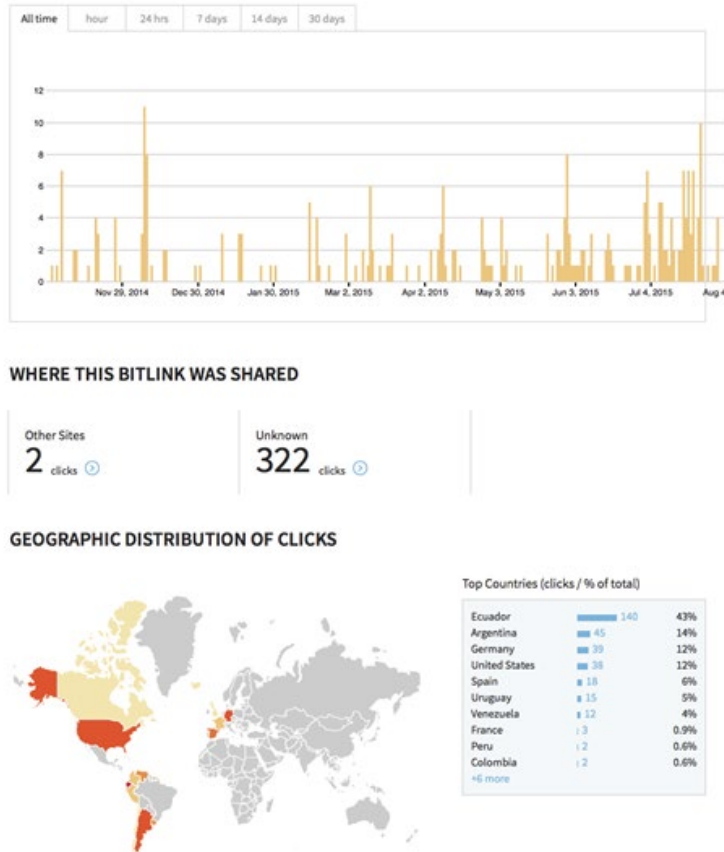 All time hour 24 hrs 7 days 14 days 30 days
12
10
8
6
4
2
0
Nov 29, 2014 Dec 30, 2014 Jan 30, 2015 Mar 2, 2015 Apr 2, 2015 May 3, 2015 Jun 3, 2015 Jul 4, 2015 Aug 4
WHERE THIS BITLINK WAS SHARED
Other Sites
2 clicks
Unknown
322 clicks
GEOGRAPHIC DISTRIBUTION OF CLICKS
Top Countries (clicks / % of total)
Ecuador 140 43%
Argentina 45 14%
Germany 39 12%
United States 38 12%
Spain 18 6%
Uruguay 15 5%
Venezuela 12 4%
France 3 0.9%
Peru 2 0.6%
Colombia 2 0.6%
+6 more